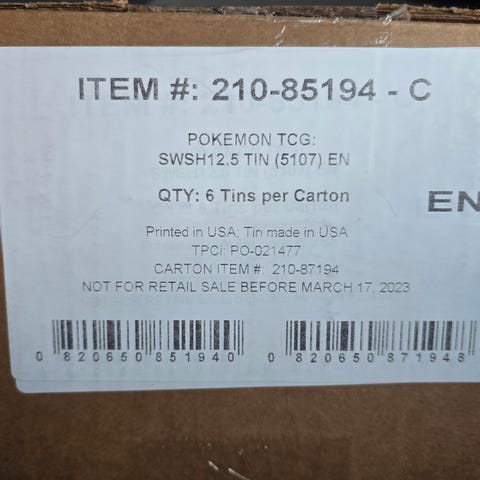 ITEM #: 210-85194 - C
POKEMON TCG:
SWSH12.5 TIN (5107) EN
QTY: 6 Tins per Carton
EN
Printed in USA; Tin made in USA
TPCi: PO-021477
CARTON ITEM #: 210-87194
NOT FOR RETAIL SALE BEFORE MARCH 17, 2023
0 820650 851940 0 820650 871948